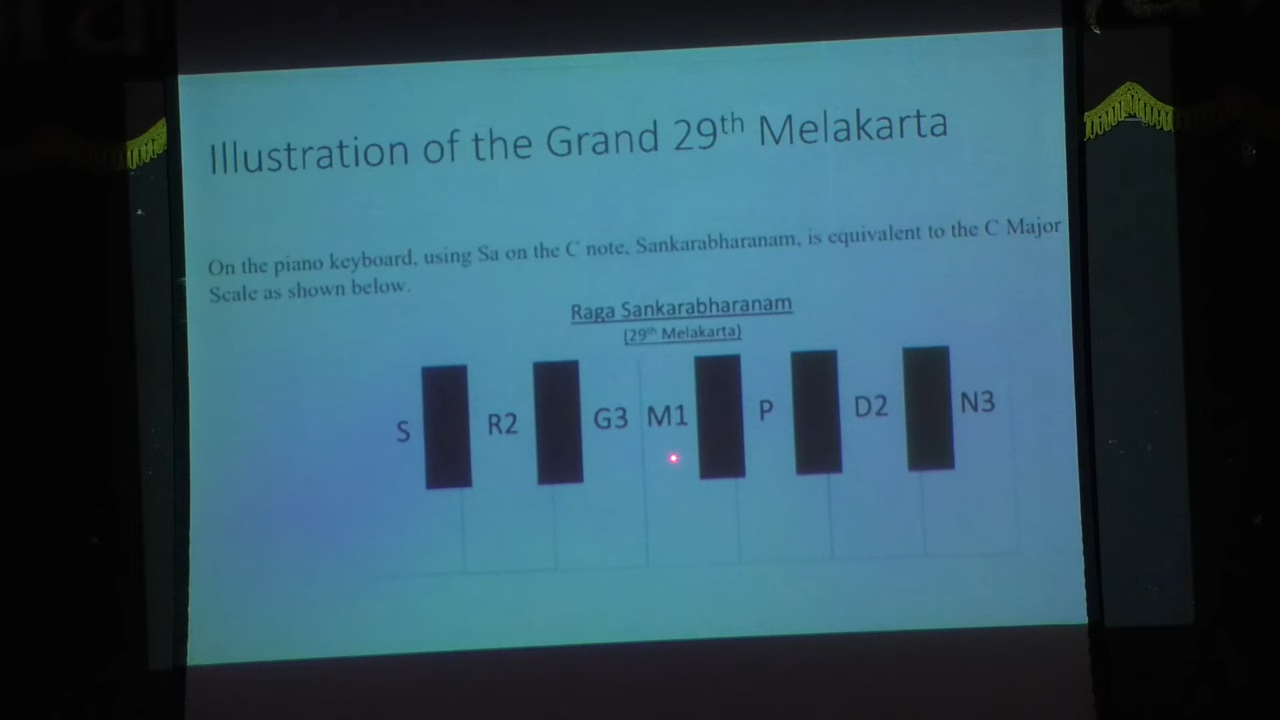 Illustration of the Grand 29th Melakarta
On the piano keyboard, using Sa on the C note, Sankarabharanam, is equivalent to the C Major
Scale as shown below.
Raga Sankarabharanam
(29th Melakarta)
S R2 G3 M1 P D2 N3